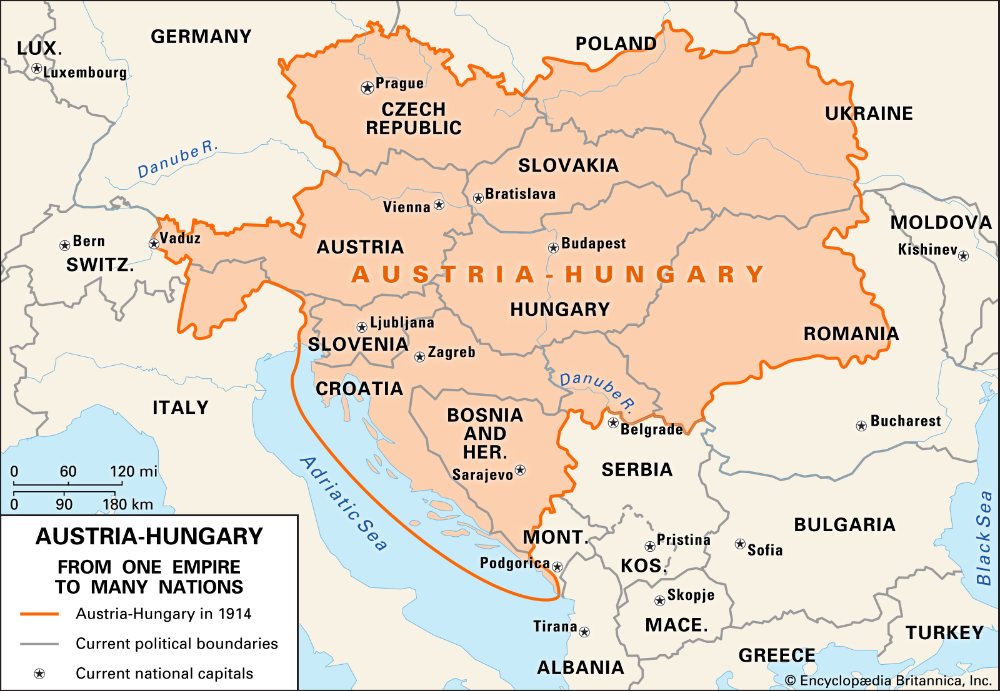 GERMANY
POLAND
LUX.
Luxembourg
Prague
CZECH
REPUBLIC
UKRAINE
Danube R.
SLOVAKIA
Bratislava
Vienna
MOLDOVA
Kishinev
Bern
SWITZ.
Vaduz
AUSTRIA
Budapest
AUSTRIA-HUNGARY
HUNGARY
ROMANIA
Ljubljana
SLOVENIA
Zagreb
CROATIA
Danube R.
ITALY
BOSNIA
AND
HER.
Sarajevo
Belgrade
Bucharest
SERBIA
Adriatic Sea
0 60 120 mi
0 90 180 km
BULGARIA
Black Sea
MONT.
Podgorica
Pristina
KOS.
Sofia
Skopje
MACE.
Tirana
ALBANIA
GREECE
TURKEY
AUSTRIA-HUNGARY
FROM ONE EMPIRE
TO MANY NATIONS
Austria-Hungary in 1914
Current political boundaries
Current national capitals
© Encyclopædia Britannica, Inc.